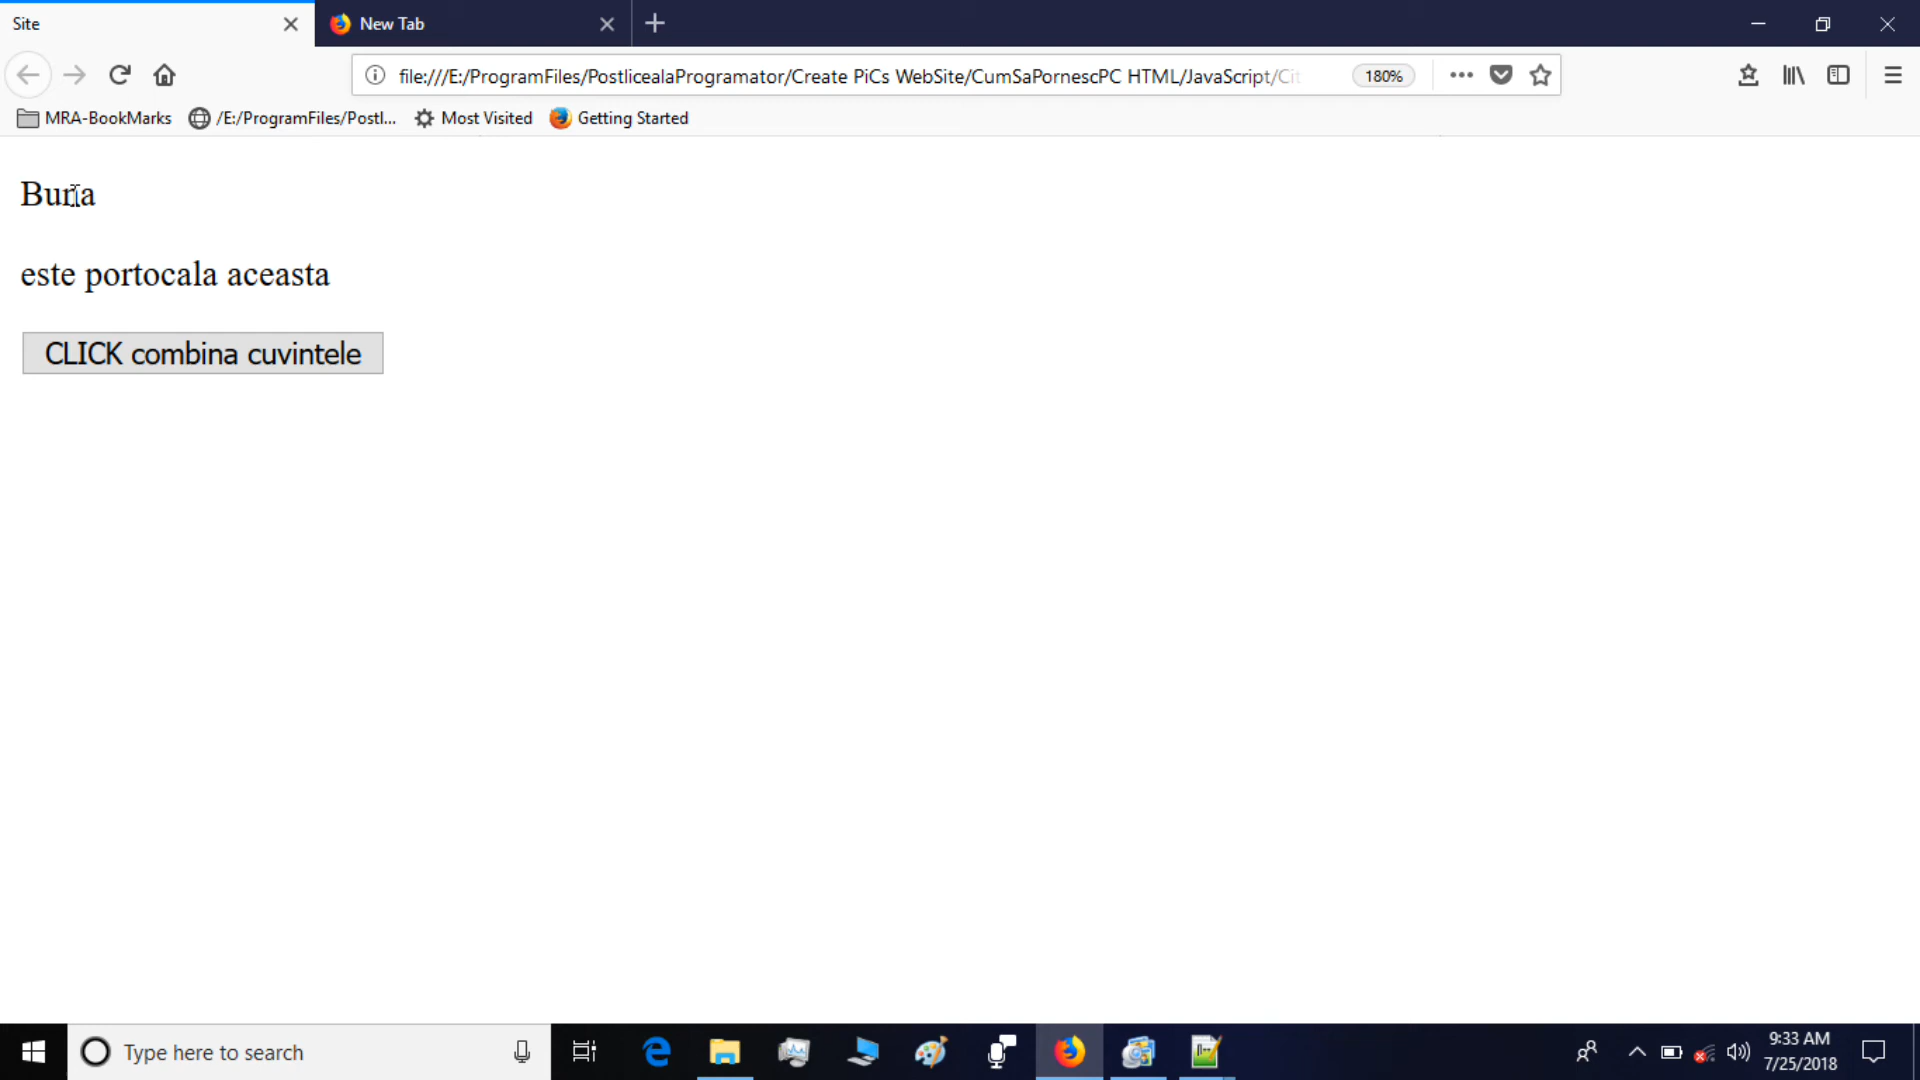 Site
New Tab
file:///E:/ProgramFiles/PostlicealaProgramator/Create PiCs WebSite/CumSaPornescPC HTML/JavaScript/Cit
180%
MRA-BookMarks
/E:/ProgramFiles/Postl...
Most Visited
Getting Started
Buna
este portocala aceasta
CLICK combina cuvintele
Type here to search
9:33 AM
7/25/2018